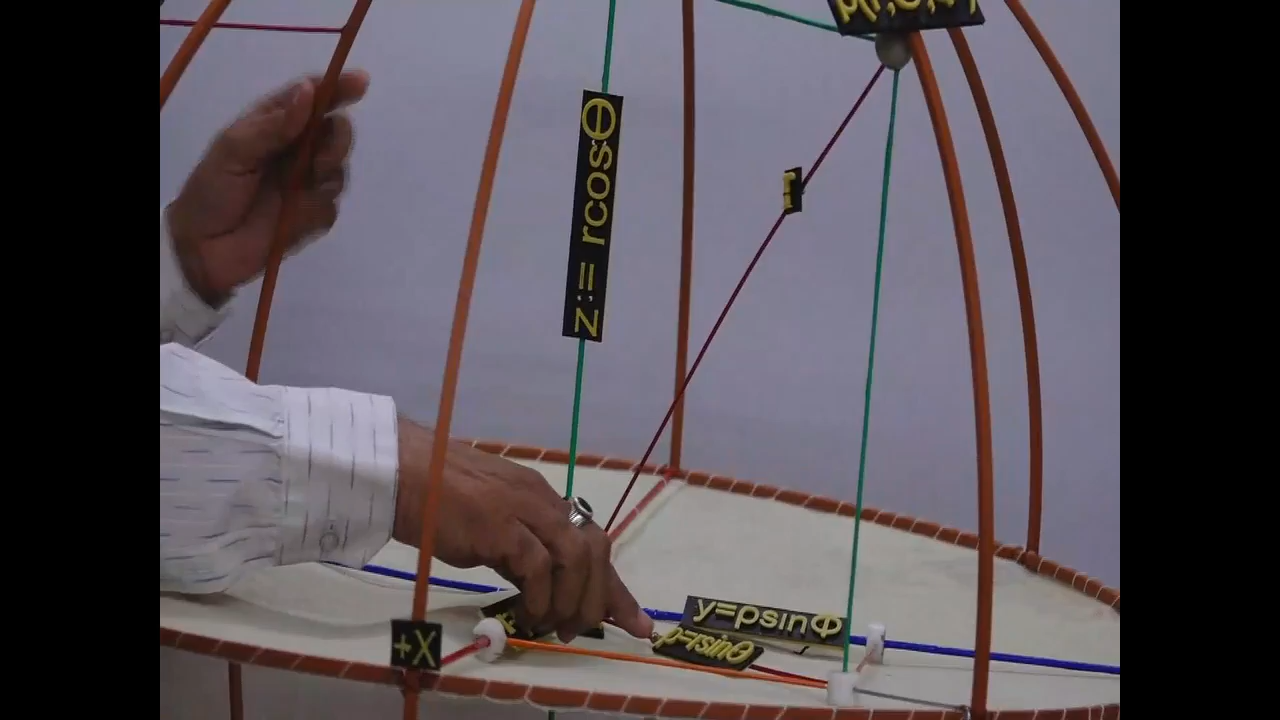 z = rcosθ
r
y=ρsinΦ
ρ=rsinθ
+X